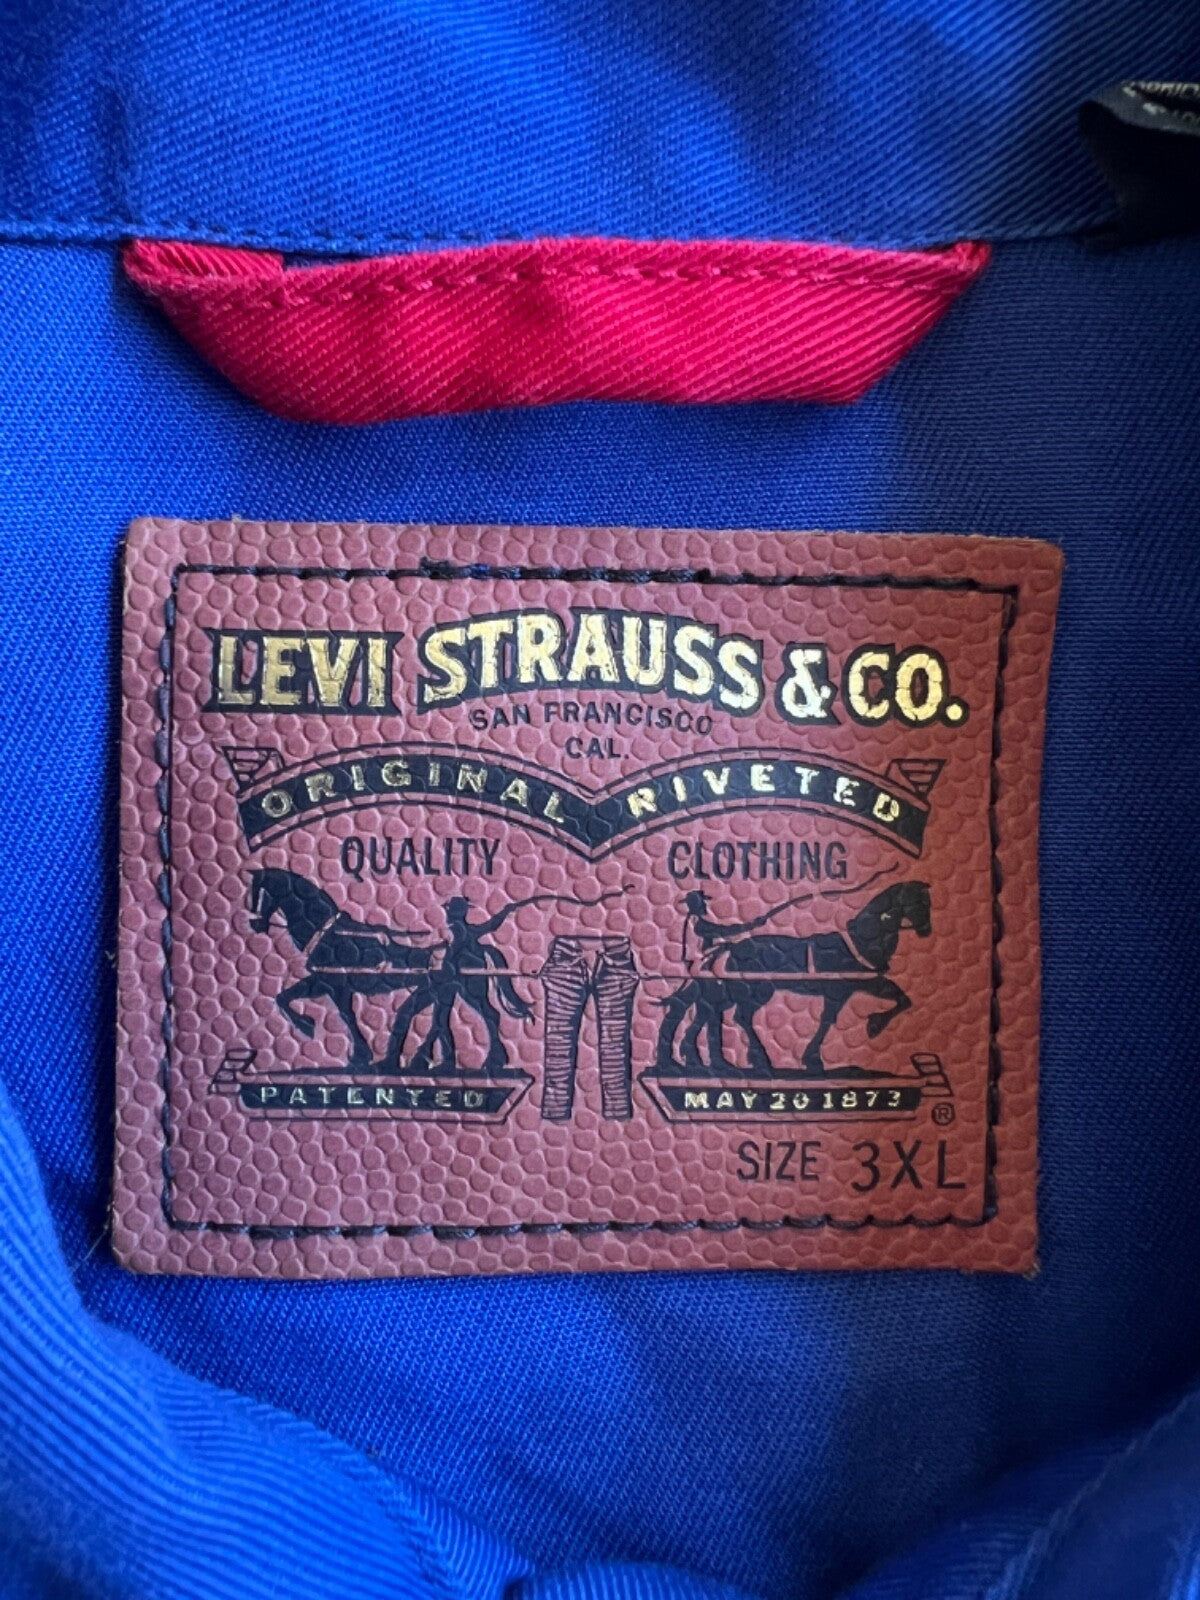 LEVI STRAUSS & CO.
SAN FRANCISCO
CAL.
ORIGINAL RIVETED
QUALITY CLOTHING
PATENTED MAY 20 1873 ®
SIZE 3XL